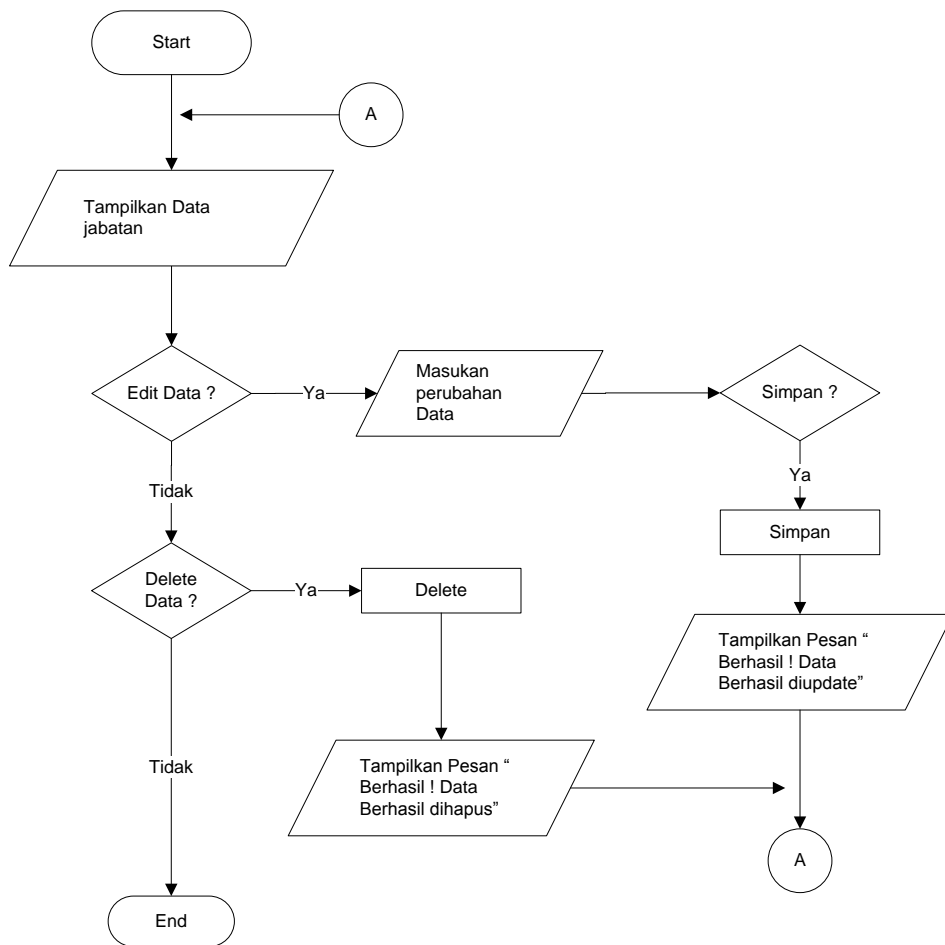 Start
A
Tampilkan Data
jabatan
Edit Data ?
Ya
Masukan
perubahan
Data
Simpan ?
Ya
Simpan
Tidak
Delete
Data ?
Ya
Delete
Tampilkan Pesan “
Berhasil ! Data
Berhasil diupdate”
Tidak
Tampilkan Pesan “
Berhasil ! Data
Berhasil dihapus”
A
End